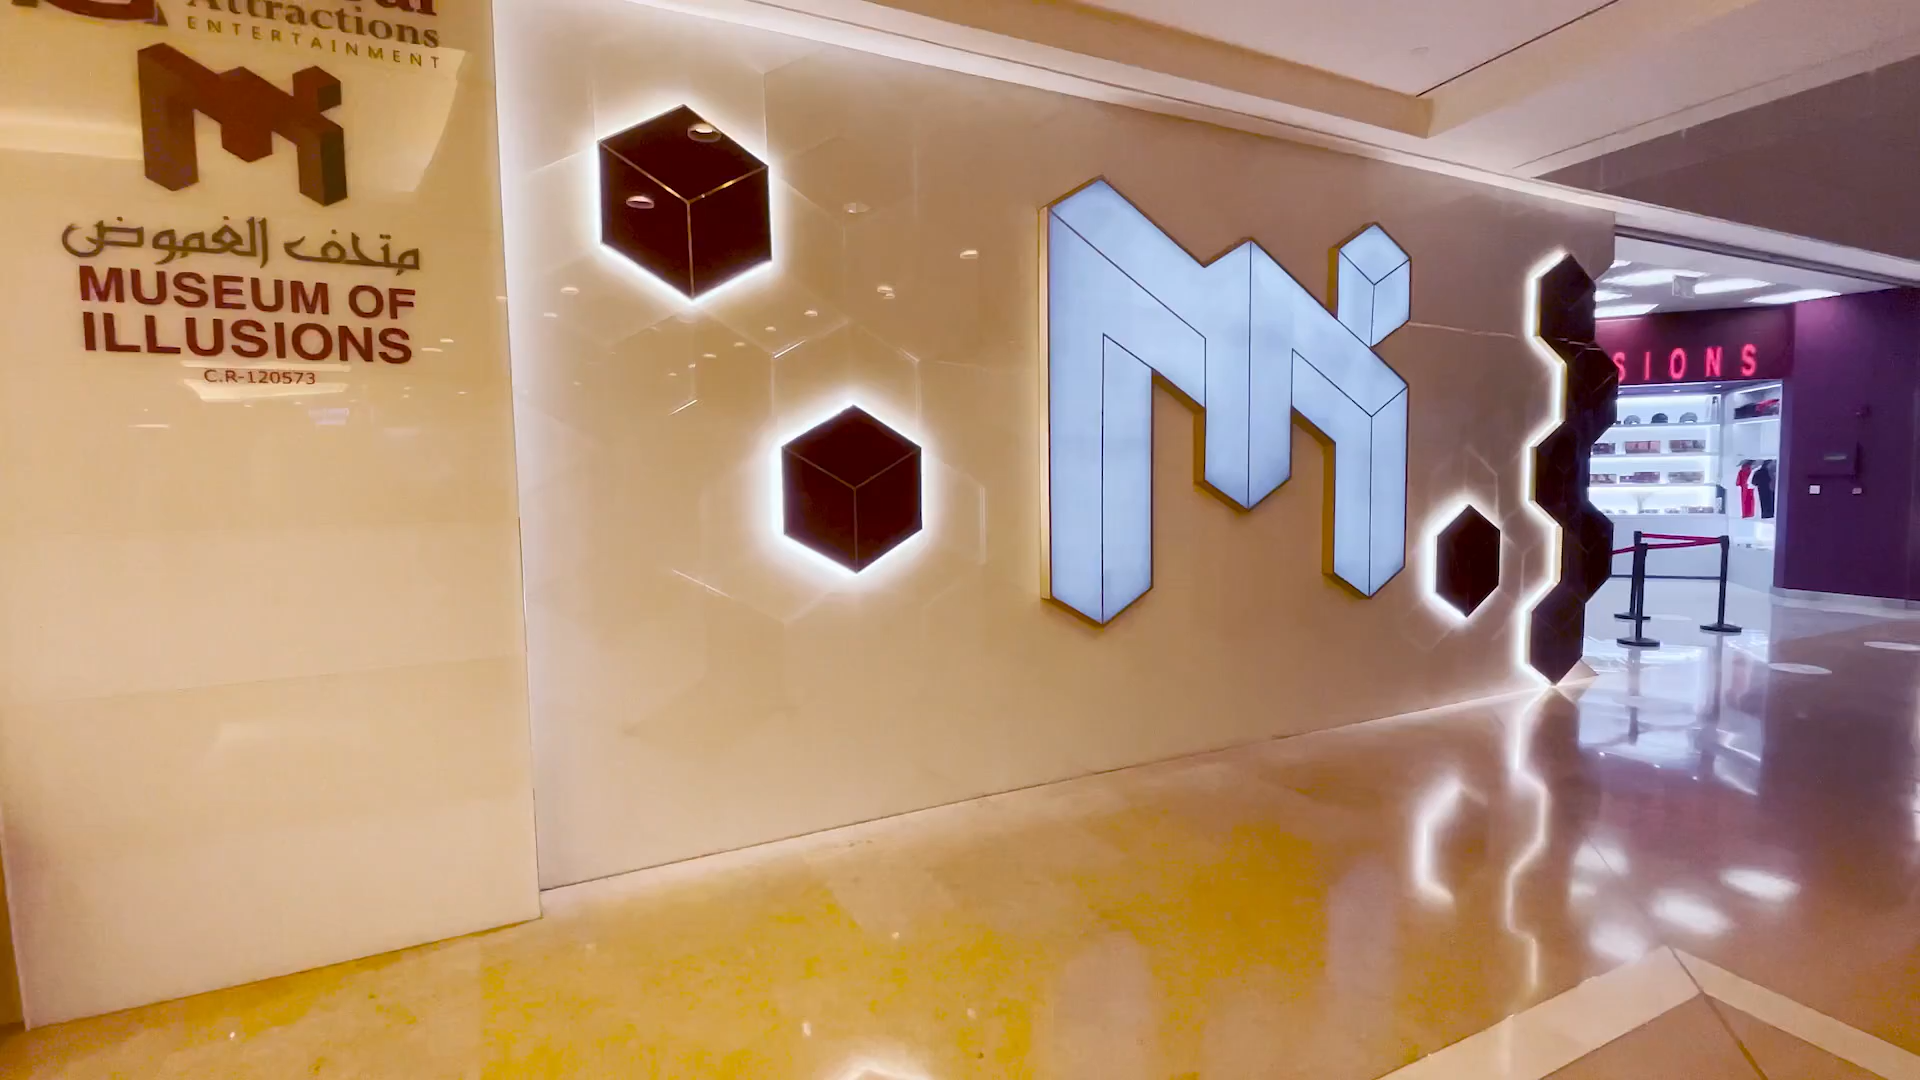 Attractions
ENTERTAINMENT
متحف الغموض
MUSEUM OF
ILLUSIONS
C.R-120573
SIONS